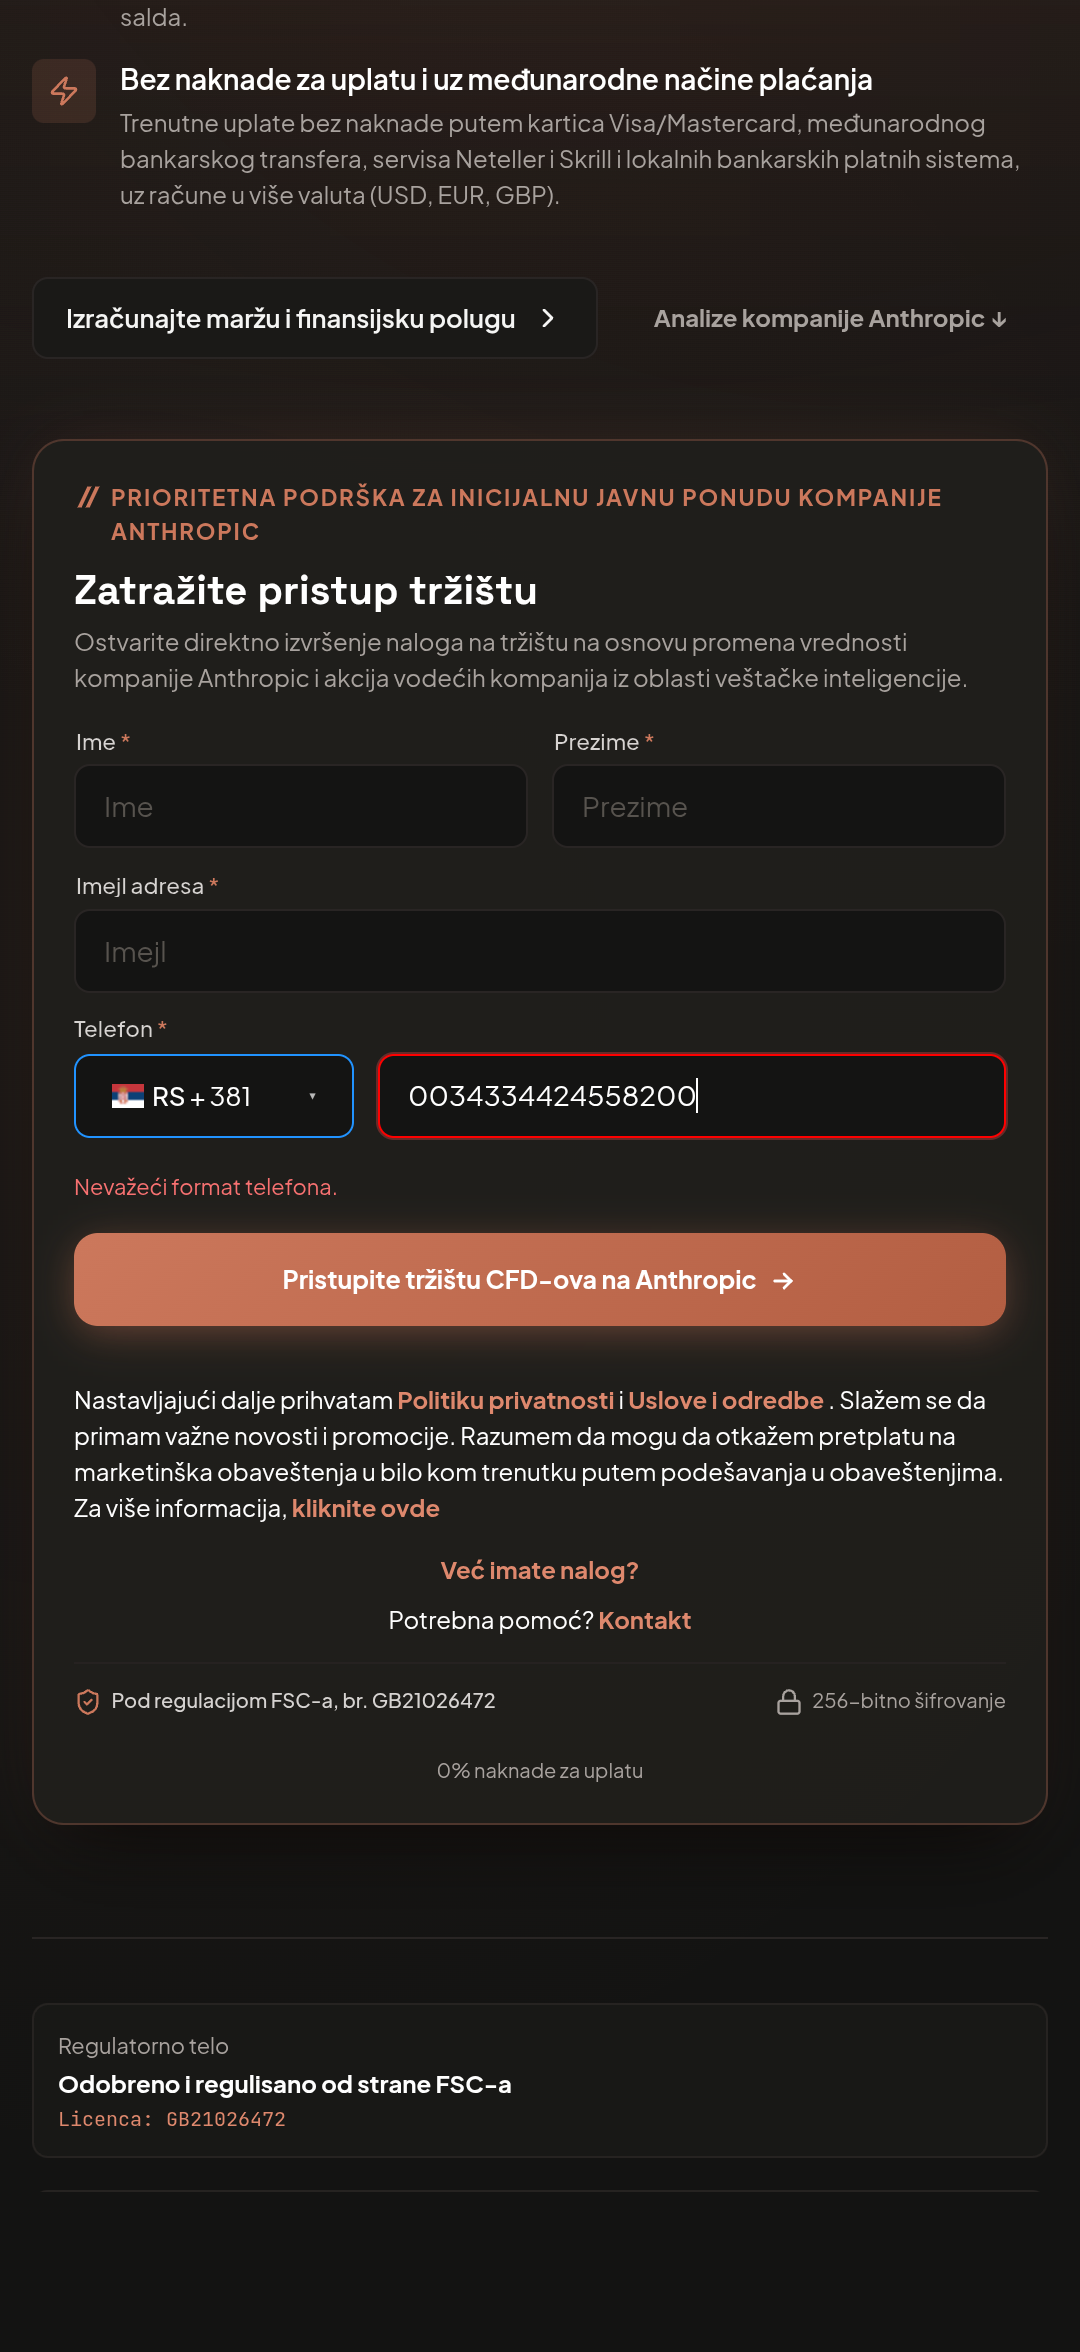 salda.
Bez naknade za uplatu i uz međunarodne načine plaćanja
Trenutne uplate bez naknade putem kartica Visa/Mastercard, međunarodnog
bankarskog transfera, servisa Neteller i Skrill i lokalnih bankarskih platnih sistema,
uz račune u više valuta (USD, EUR, GBP).
Izračunajte maržu i finansijsku polugu
Analize kompanije Anthropic ↓
// PRIORITETNA PODRŠKA ZA INICIJALNU JAVNU PONUDU KOMPANIJE
ANTHROPIC
Zatražite pristup tržištu
Ostvarite direktno izvršenje naloga na tržištu na osnovu promena vrednosti
kompanije Anthropic i akcija vodećih kompanija iz oblasti veštačke inteligencije.
Ime *
Prezime *
Ime
Prezime
Imejl adresa *
Imejl
Telefon *
RS +381
0034334424558200
Nevažeći format telefona.
Pristupite tržištu CFD-ova na Anthropic →
Nastavljajući dalje prihvatam Politiku privatnosti i Uslove i odredbe . Slažem se da
primam važne novosti i promocije. Razumem da mogu da otkažem pretplatu na
marketinška obaveštenja u bilo kom trenutku putem podešavanja u obaveštenjima.
Za više informacija, kliknite ovde
Već imate nalog?
Potrebna pomoć? Kontakt
Pod regulacijom FSC-a, br. GB21026472
256-bitno šifrovanje
0% naknade za uplatu
Regulatorno telo
Odobreno i regulisano od strane FSC-a
Licenca: GB21026472